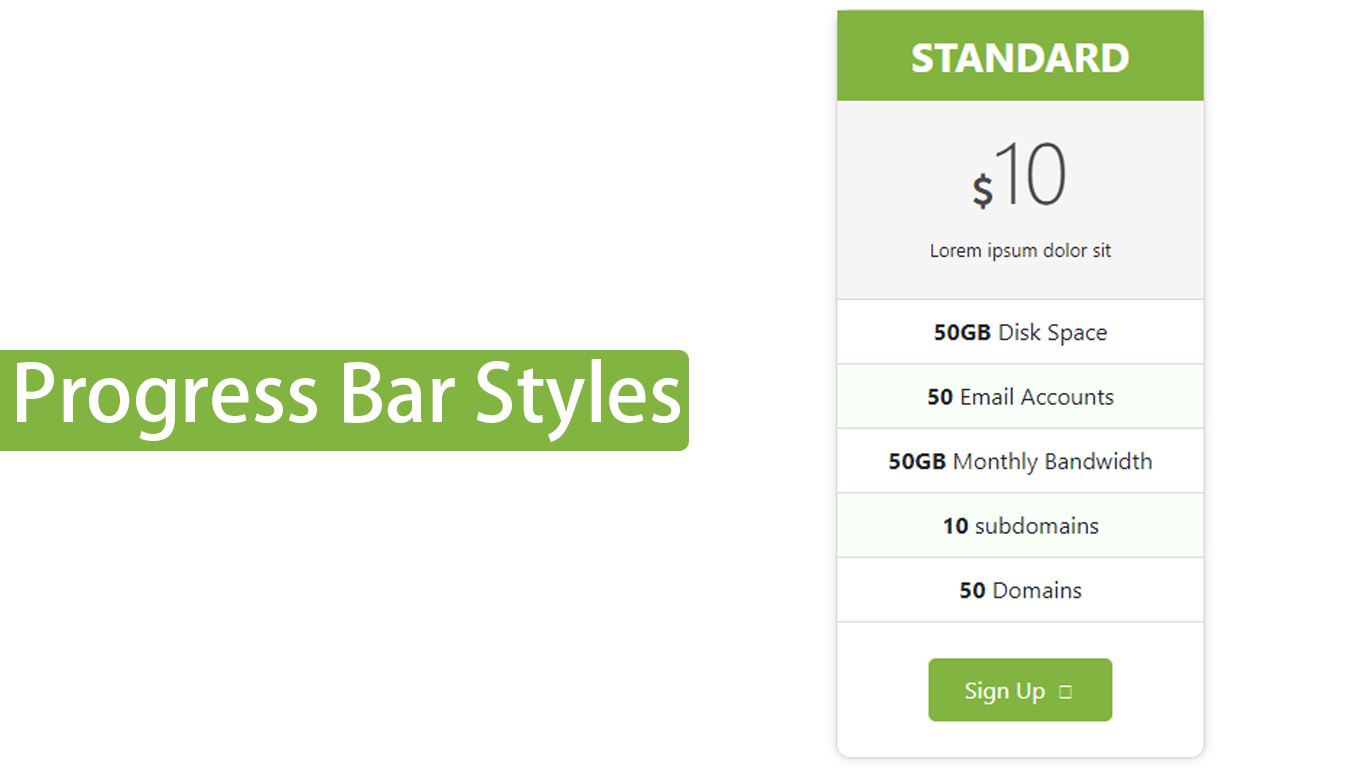 Progress Bar Styles
STANDARD
$10
Lorem ipsum dolor sit
50GB Disk Space
50 Email Accounts
50GB Monthly Bandwidth
10 subdomains
50 Domains
Sign Up